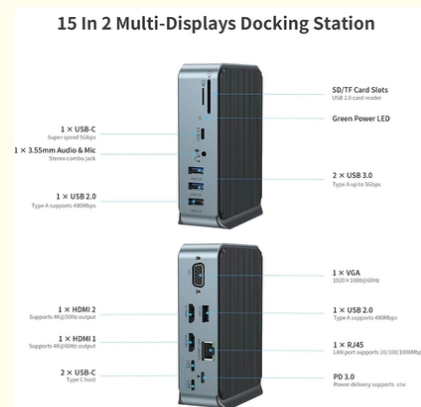 15 In 2 Multi-Displays Docking Station
SD/TF Card Slots
USB 2.0 card reader
Green Power LED
1 × USB-C
Super speed 5Gbps
1 × 3.55mm Audio & Mic
Stereo combo jack
2 × USB 3.0
Type A up to 5Gbps
1 × USB 2.0
Type A supports 480Mbps
1 × VGA
1920 × 1080@60Hz
1 × HDMI 2
Supports 4K@30Hz output
1 × USB 2.0
Type A supports 480Mbps
1 × HDMI 1
Supports 4K@60Hz output
1 × RJ45
LAN port supports 10/100/1000Mbps
2 × USB-C
Type C host
PD 3.0
Power delivery supports